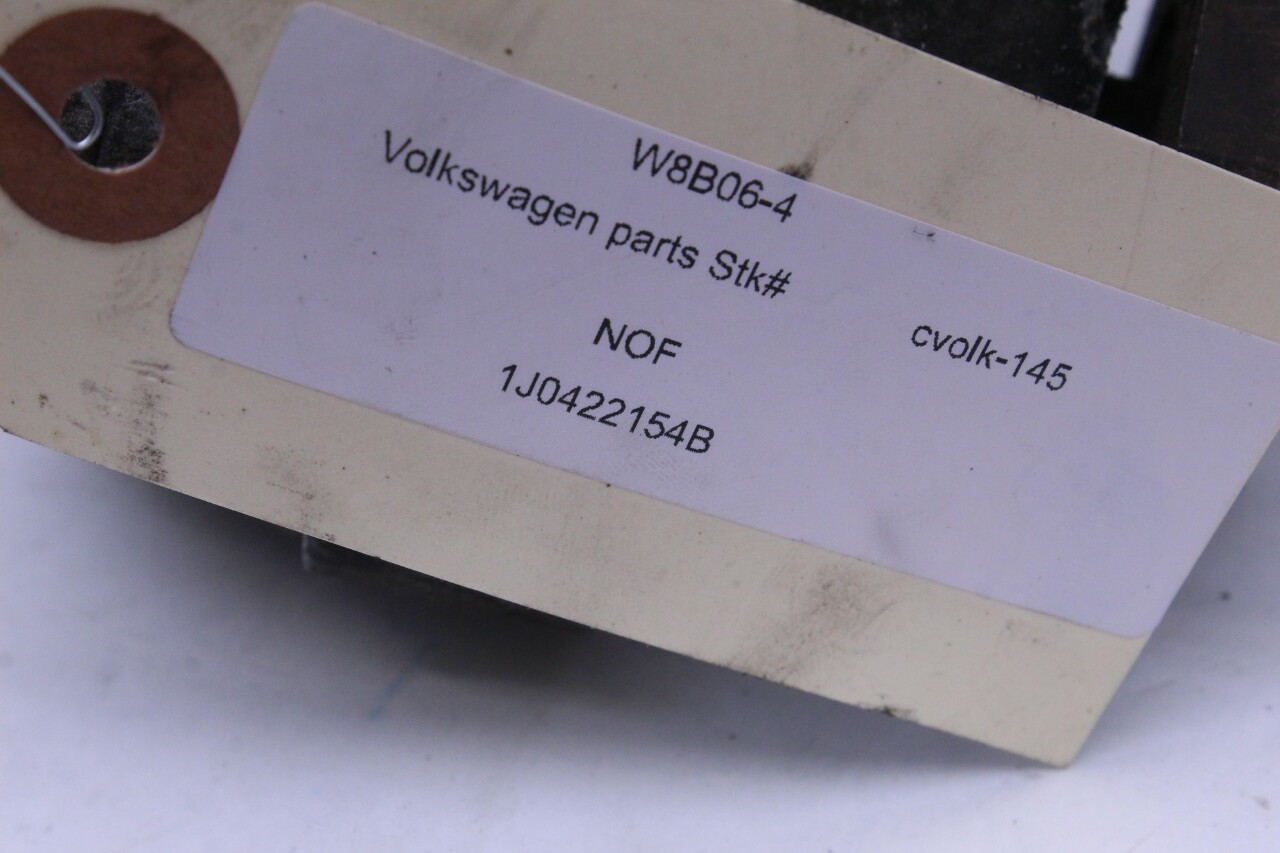 W8B06-4
Volkswagen parts Stk#
cvolk-145
NOF
1J0422154B